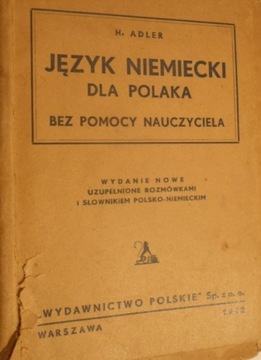 H. ADLER
JĘZYK NIEMIECKI
DLA POLAKA
BEZ POMOCY NAUCZYCIELA
WYDANIE NOWE
UZUPEŁNIONE ROZMÓWKAMI
I SŁOWNIKIEM POLSKO-NIEMIECKIM
"WYDAWNICTWO POLSKIE" Sp. z o. o.
WARSZAWA